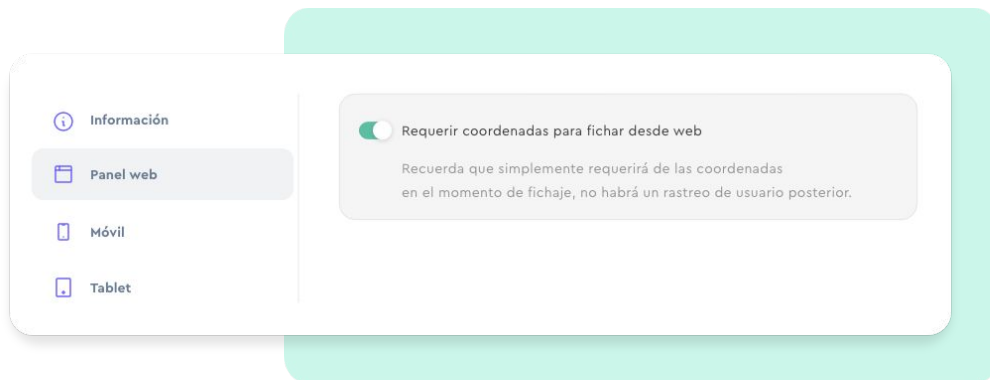 Información
Panel web
Móvil
Tablet
Requerir coordenadas para fichar desde web
Recuerda que simplemente requerirá de las coordenadas
en el momento de fichaje, no habrá un rastreo de usuario posterior.